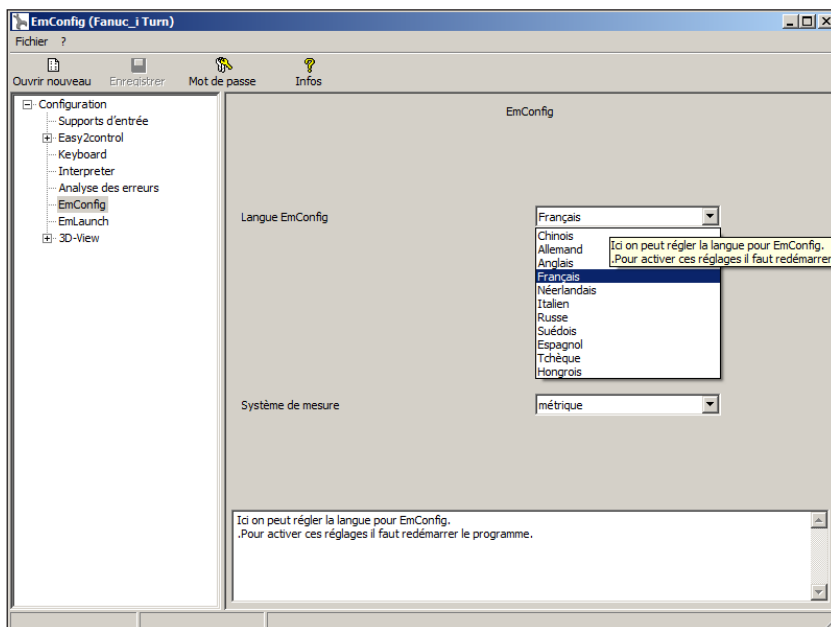 EmConfig (Fanuc_i Turn)
Fichier ?
Ouvrir nouveau Enregistrer Mot de passe Infos
Configuration
Supports d'entrée
Easy2control
Keyboard
Interpreter
Analyse des erreurs
EmConfig
EmLaunch
3D-View
EmConfig
Langue EmConfig
Français
Chinois
Allemand
Anglais
Français
Néerlandais
Italien
Russe
Suédois
Espagnol
Tchèque
Hongrois
Ici on peut régler la langue pour EmConfig.
.Pour activer ces réglages il faut redémarrer
Système de mesure
métrique
Ici on peut régler la langue pour EmConfig.
.Pour activer ces réglages il faut redémarrer le programme.